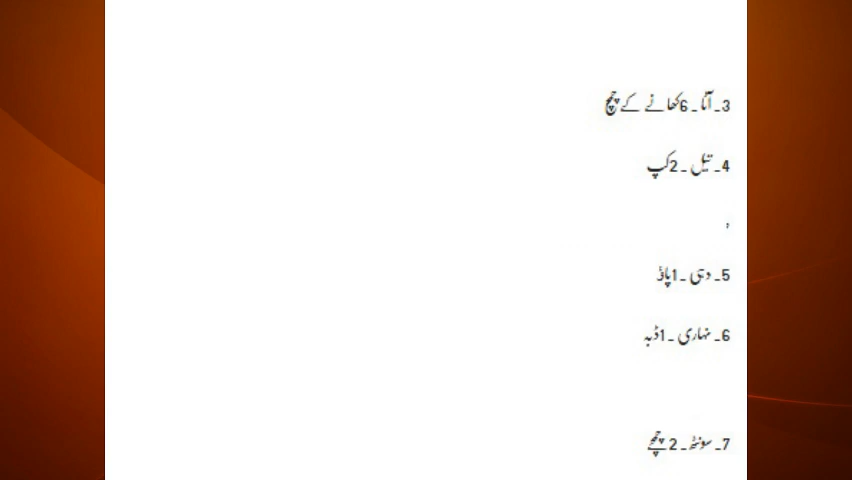 3۔ آٹا۔ 6 کھانے کے چمچ
4۔ تیل۔ 2 کپ
,
5۔ دہی۔ 1 پاؤ
6۔ نہاری۔ 1 ڈبہ
7۔ سونٹھ۔ 2 چمچے